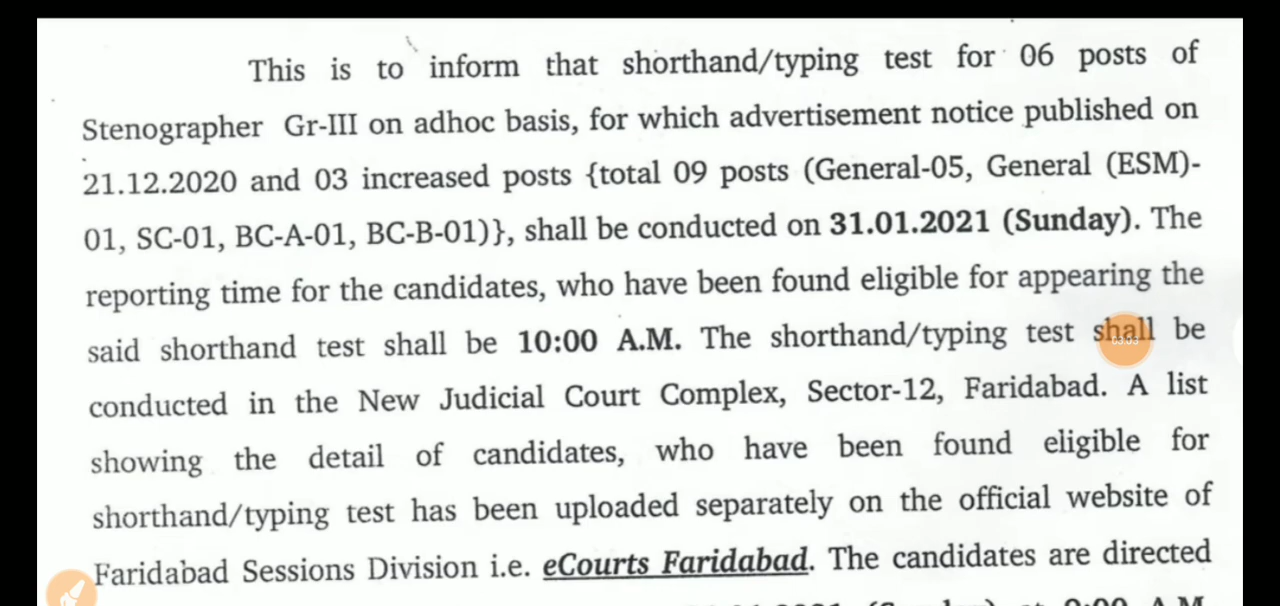 This is to inform that shorthand/typing test for 06 posts of
Stenographer Gr-III on adhoc basis, for which advertisement notice published on
21.12.2020 and 03 increased posts {total 09 posts (General-05, General (ESM)-
01, SC-01, BC-A-01, BC-B-01)}, shall be conducted on 31.01.2021 (Sunday). The
reporting time for the candidates, who have been found eligible for appearing the
said shorthand test shall be 10:00 A.M. The shorthand/typing test shall be
03:03
conducted in the New Judicial Court Complex, Sector-12, Faridabad. A list
showing the detail of candidates, who have been found eligible for
shorthand/typing test has been uploaded separately on the official website of
Faridabad Sessions Division i.e. eCourts Faridabad. The candidates are directed